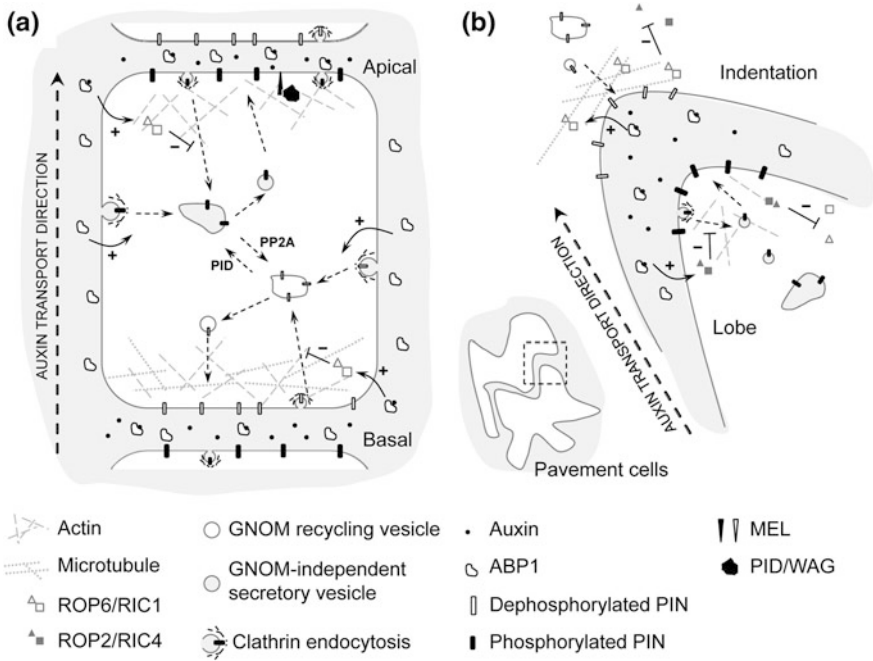 (a)
Apical
AUXIN TRANSPORT DIRECTION
+
−
+
PP2A
PID
+
−
+
Basal
(b)
−
Indentation
+
−
−
+
Lobe
AUXIN TRANSPORT DIRECTION
Pavement cells
Actin
Microtubule
ROP6/RIC1
ROP2/RIC4
GNOM recycling vesicle
GNOM-independent
secretory vesicle
Clathrin endocytosis
Auxin
ABP1
Dephosphorylated PIN
Phosphorylated PIN
MEL
PID/WAG